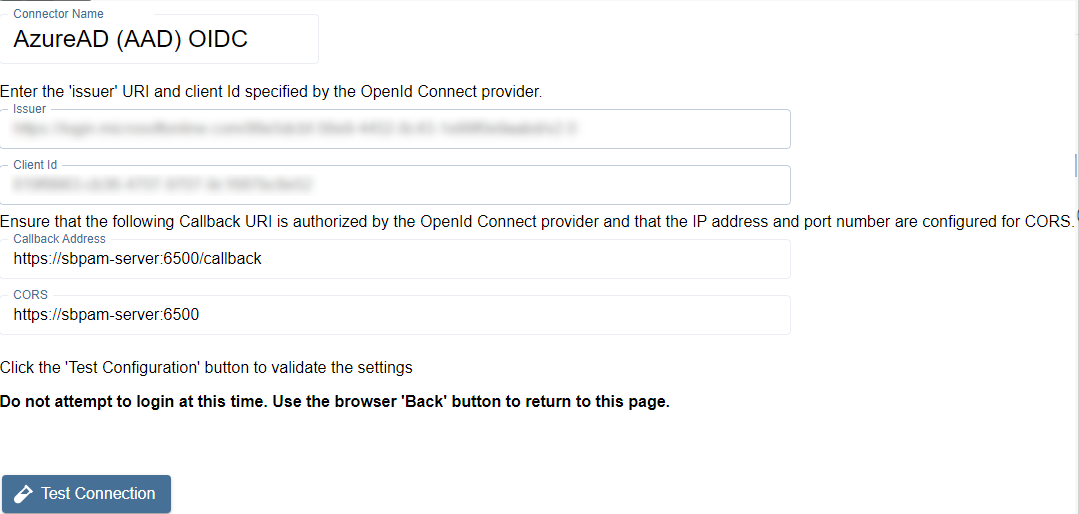 Connector Name
AzureAD (AAD) OIDC
Enter the 'issuer' URI and client Id specified by the OpenId Connect provider.
Issuer
Client Id
Ensure that the following Callback URI is authorized by the OpenId Connect provider and that the IP address and port number are configured for CORS.
Callback Address
https://sbpam-server:6500/callback
CORS
https://sbpam-server:6500
Click the 'Test Configuration' button to validate the settings
Do not attempt to login at this time. Use the browser 'Back' button to return to this page.
Test Connection